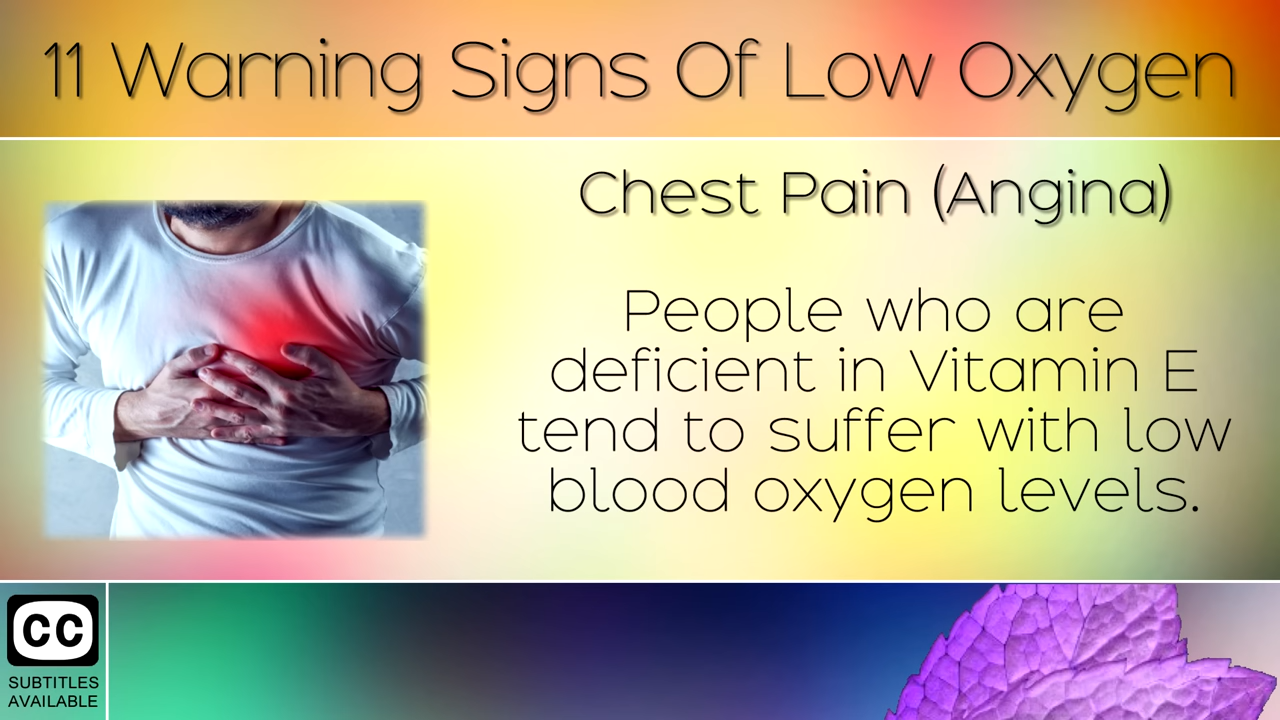 11 Warning Signs Of Low Oxygen
Chest Pain (Angina)
People who are
deficient in Vitamin E
tend to suffer with low
blood oxygen levels.
CC
SUBTITLES
AVAILABLE